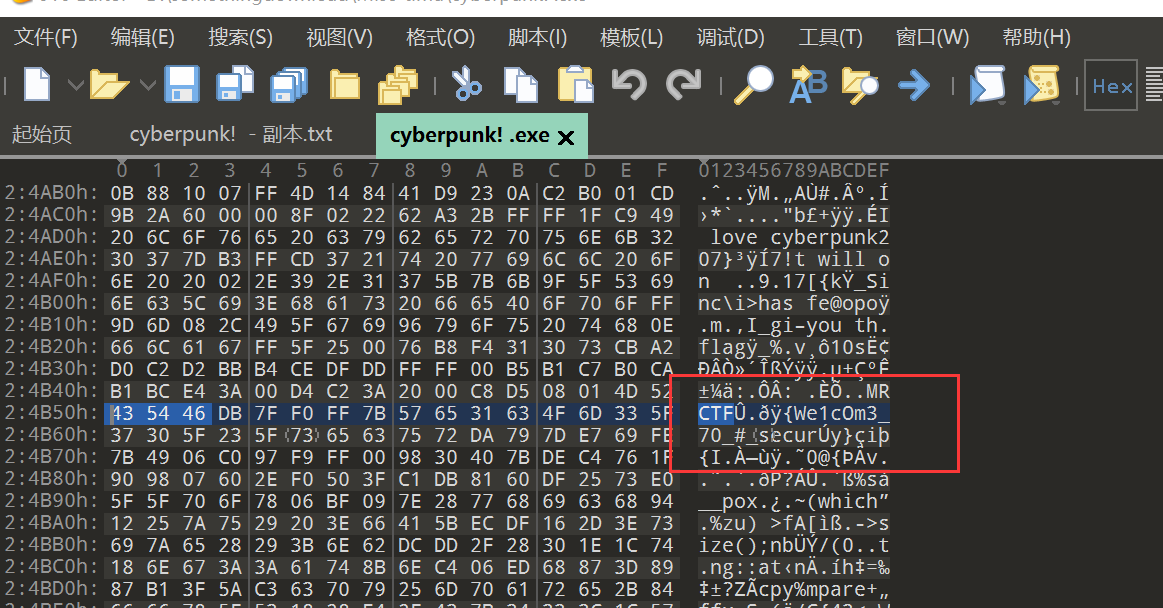 文件(F) 编辑(E) 搜索(S) 视图(V) 格式(O) 脚本(I) 模板(L) 调试(D) 工具(T) 窗口(W) 帮助(H)
Hex
起始页 cyberpunk! - 副本.txt cyberpunk! .exe
0 1 2 3 4 5 6 7 8 9 A B C D E F 0123456789ABCDEF
2:4AB0h: 0B 88 10 07 FF 4D 14 84 41 D9 23 0A C2 B0 01 CD .ˆ..ÿM.„AÙ#.Âº.Í
2:4AC0h: 9B 2A 60 00 00 8F 02 22 62 A3 2B FF FF 1F C9 49 ›*`...."b£+ÿÿ.ÉI
2:4AD0h: 20 6C 6F 76 65 20 63 79 62 65 72 70 75 6E 6B 32 love cyberpunk2
2:4AE0h: 30 37 7D B3 FF CD 37 21 74 20 77 69 6C 6C 20 6F 07}³ÿÍ7!t will o
2:4AF0h: 6E 20 20 02 2E 39 2E 31 37 5B 7B 6B 9F 5F 53 69 n ..9.17[{kŸ_Si
2:4B00h: 6E 63 5C 69 3E 68 61 73 20 66 65 40 6F 70 6F FF nc\i>has fe@opoÿ
2:4B10h: 9D 6D 08 2C 49 5F 67 69 96 79 6F 75 20 74 68 0E .m.,I_gi–you th.
2:4B20h: 66 6C 61 67 FF 5F 25 00 76 B8 F4 31 30 73 CB A2 flagÿ_%.v¸ô10sË¢
2:4B30h: D0 C2 D2 BB B4 CE DF DD FF FF 00 B5 B1 C7 B0 CA ÐÂÒ»´ÎßÝÿÿ.µ±ÇºÊ
2:4B40h: B1 BC E4 3A 00 D4 C2 3A 20 00 C8 D5 08 01 4D 52 ±¼ä:.ÔÂ: .ÈÕ..MR
2:4B50h: 43 54 46 DB 7F F0 FF 7B 57 65 31 63 4F 6D 33 5F CTFÛ.ðÿ{We1cOm3_
2:4B60h: 37 30 5F 23 5F 73 65 63 75 72 DA 79 7D E7 69 FE 70_#_securÚy}çiþ
2:4B70h: 7B 49 06 C0 97 F9 FF 00 98 30 40 7B DE C4 76 1F {I.À—ùÿ.˜0@{ÞÄv.
2:4B80h: 90 98 07 60 2E F0 50 3F C1 DB 81 60 DF 25 73 E0 .˜.`.ðP?ÁÛ.`ß%sà
2:4B90h: 5F 5F 70 6F 78 06 BF 09 7E 28 77 68 69 63 68 94 __pox.¿.~(which”
2:4BA0h: 12 25 7A 75 29 20 3E 66 41 5B EC DF 16 2D 3E 73 .%zu) >fA[ìß.->s
2:4BB0h: 69 7A 65 28 29 3B 6E 62 DC DD 2F 28 30 1E 1C 74 ize();nbÜÝ/(0..t
2:4BC0h: 18 6E 67 3A 3A 61 74 8B 6E C4 06 ED 68 87 3D 89 .ng::at‹nÄ.íh‡=‰
2:4BD0h: 87 B1 3F 5A C3 63 70 79 25 6D 70 61 72 65 2B 84 ‡±?ZÃcpy%mpare+„